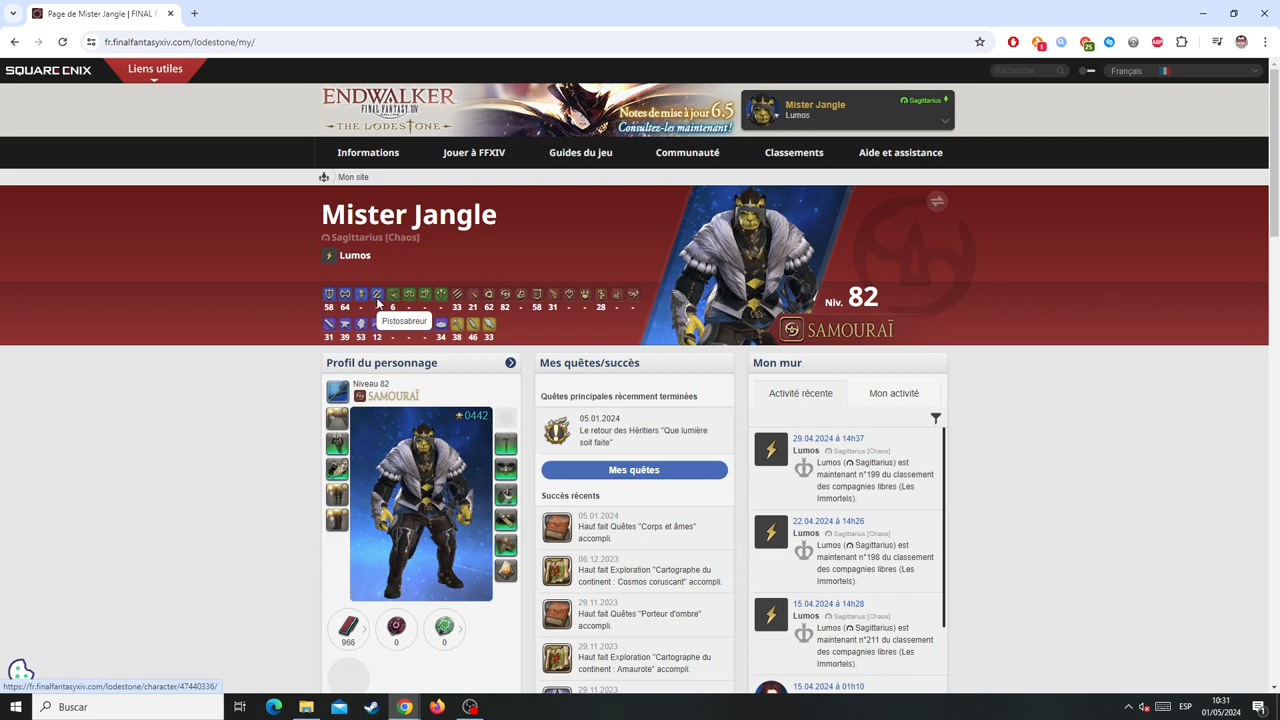 Page de Mister Jangle | FINAL F
fr.finalfantasyxiv.com/lodestone/my/
1
25
ABP
SQUARE ENIX
Liens utiles
Recherche
Français
ENDWALKER
FINAL FANTASY XIV
THE LODESTONE
Notes de mise à jour 6.5
Consultez-les maintenant !
Mister Jangle
Lumos
Sagittarius
Informations
Jouer à FFXIV
Guides du jeu
Communauté
Classements
Aide et assistance
Mon site
Mister Jangle
Sagittarius [Chaos]
Lumos
58 64 - - 6 - - - 33 21 62 82 - 58 31 - - 28 - -
Pistosabreur
31 39 53 12 - - - 34 38 46 33
Niv. 82
SAMOURAÏ
Profil du personnage
Niveau 82
SAMOURAÏ
0442
966
0
0
Mes quêtes/succès
Quêtes principales récemment terminées
05.01.2024
Le retour des Héritiers "Que lumière
soit faite"
Mes quêtes
Succès récents
05.01.2024
Haut fait Quêtes "Corps et âmes"
accompli.
06.12.2023
Haut fait Exploration "Cartographe du
continent : Cosmos coruscant" accompli.
29.11.2023
Haut fait Quêtes "Porteur d'ombre"
accompli.
29.11.2023
Haut fait Exploration "Cartographe du
continent : Amaurote" accompli.
29.11.2023
Mon mur
Activité récente
Mon activité
29.04.2024 à 14h37
Lumos Sagittarius [Chaos]
Lumos (Sagittarius) est
maintenant n°199 du classement
des compagnies libres (Les
Immortels).
22.04.2024 à 14h26
Lumos Sagittarius [Chaos]
Lumos (Sagittarius) est
maintenant n°198 du classement
des compagnies libres (Les
Immortels).
15.04.2024 à 14h28
Lumos Sagittarius [Chaos]
Lumos (Sagittarius) est
maintenant n°211 du classement
des compagnies libres (Les
Immortels).
15.04.2024 à 01h10
https://fr.finalfantasyxiv.com/lodestone/character/47440336/
Buscar
ESP
10:31
01/05/2024
1